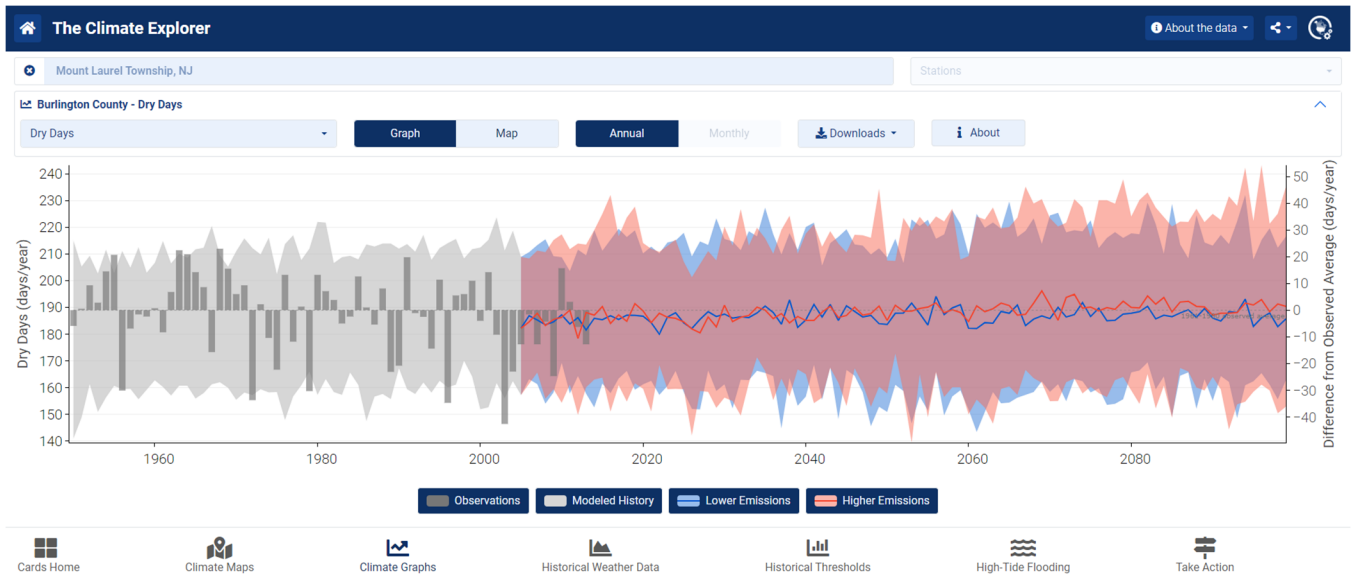 The Climate Explorer
About the data
Mount Laurel Township, NJ
Stations
Burlington County - Dry Days
Dry Days
Graph
Map
Annual
Monthly
Downloads
About
Dry Days (days/year)
240
230
220
210
200
190
180
170
160
150
140
50
40
30
20
10
0
−10
−20
−30
−40
Difference from Observed Average (days/year)
observed average
1960
1980
2000
2020
2040
2060
2080
Observations
Modeled History
Lower Emissions
Higher Emissions
Cards Home
Climate Maps
Climate Graphs
Historical Weather Data
Historical Thresholds
High-Tide Flooding
Take Action